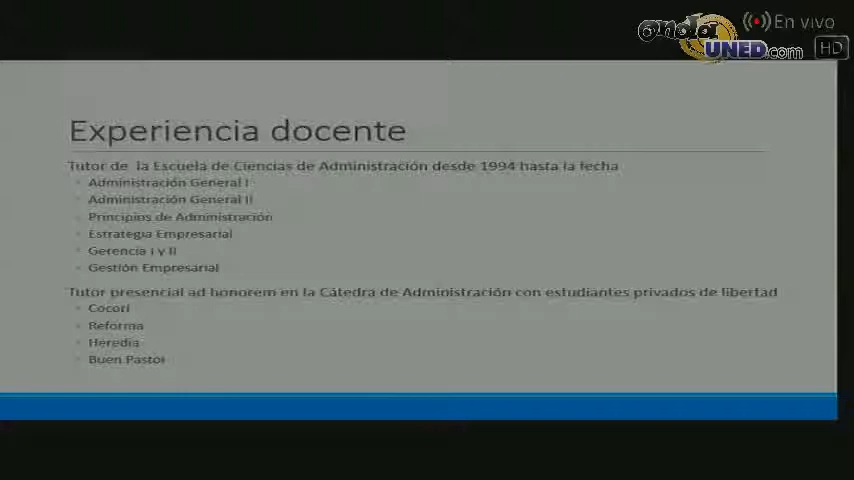 onda UNED.com
En vivo
HD
Experiencia docente
Tutor de la Escuela de Ciencias de Administración desde 1994 hasta la fecha
Administración General I
Administración General II
Principios de Administración
Estrategia Empresarial
Gerencia I y II
Gestión Empresarial
Tutor presencial ad honorem en la Cátedra de Administración con estudiantes privados de libertad
Cocorí
Reforma
Heredia
Buen Pastor